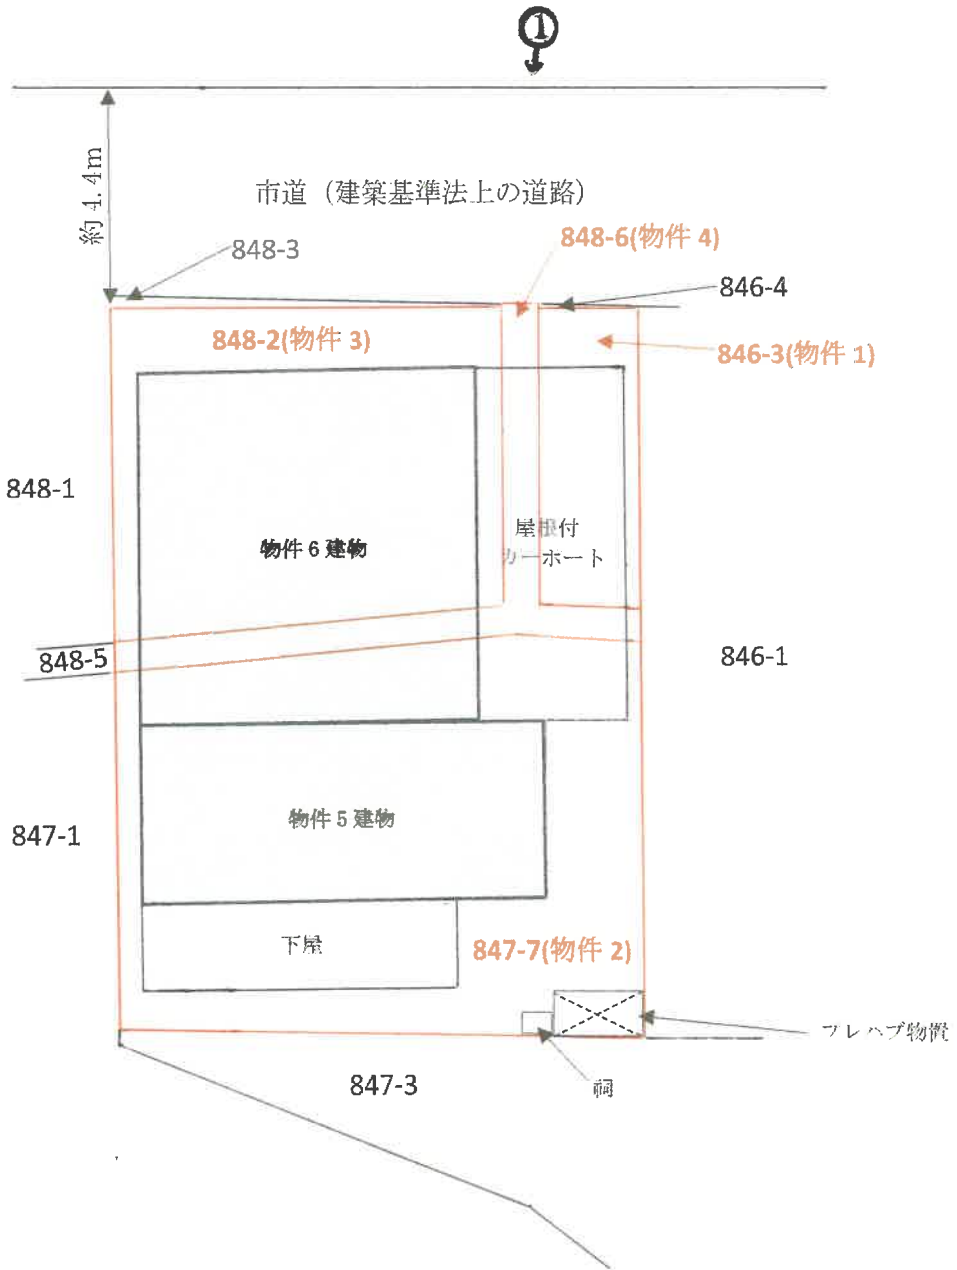 ①
約4.4m
市道（建築基準法上の道路）
848-6(物件 4)
848-3
846-4
848-2(物件 3)
846-3(物件 1)
848-1
屋根付
カーポート
物件 6 建物
848-5
846-1
物件 5 建物
847-1
下屋
847-7(物件 2)
プレハブ物置
847-3
祠